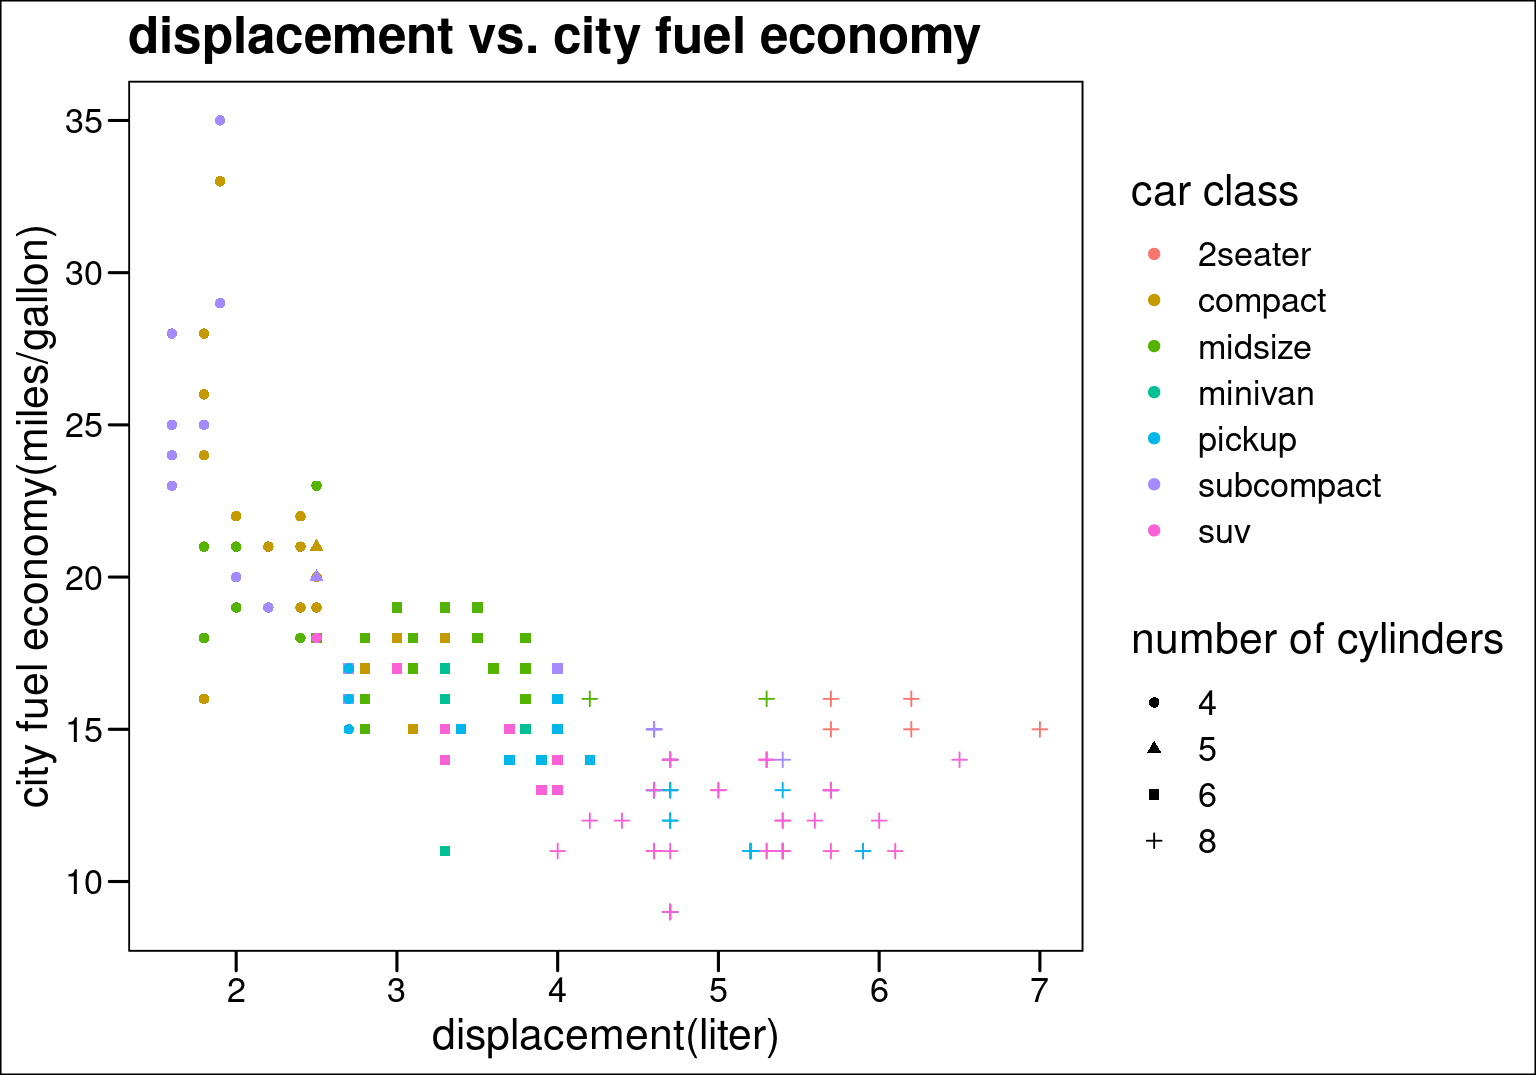 displacement vs. city fuel economy
city fuel economy(miles/gallon)
35
30
25
20
15
10
2 3 4 5 6 7
displacement(liter)
car class
2seater
compact
midsize
minivan
pickup
subcompact
suv
number of cylinders
4
5
6
8